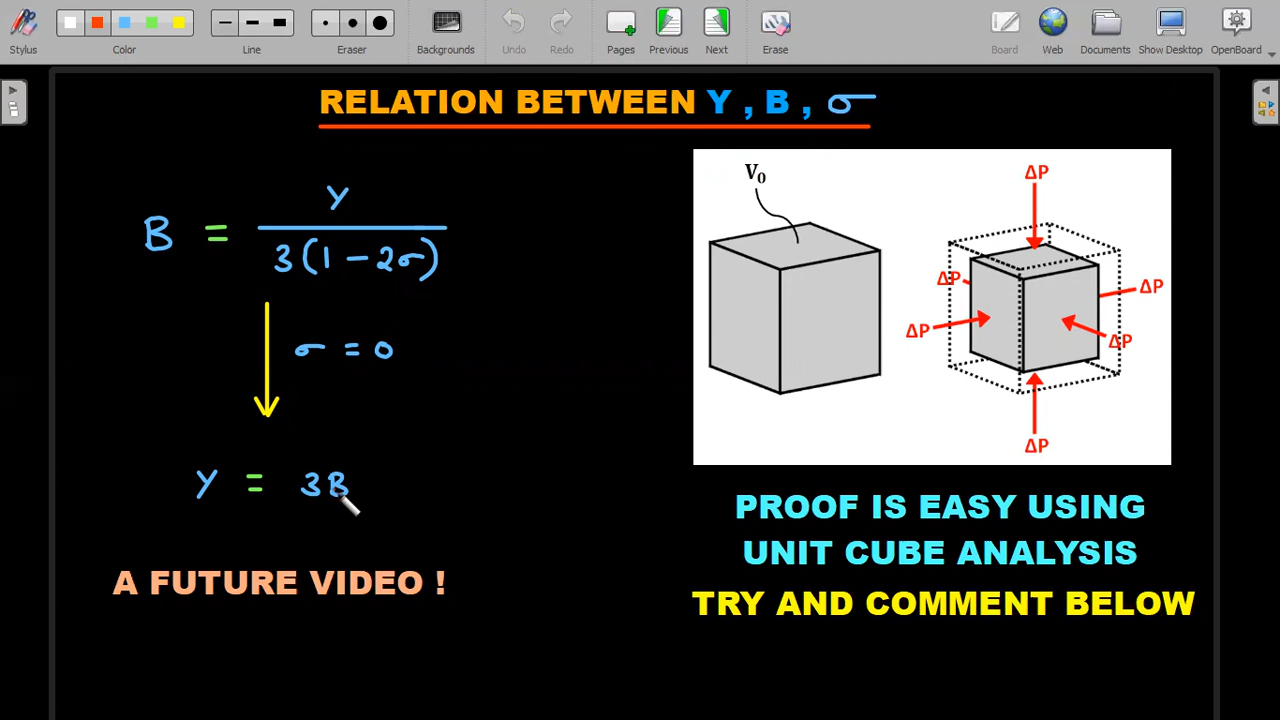 Stylus
Color
Line
Eraser
Backgrounds
Undo
Redo
Pages
Previous
Next
Erase
Board
Web
Documents
Show Desktop
OpenBoard
RELATION BETWEEN Y , B , σ
B = Y / 3(1 - 2σ)
σ = 0
Y = 3B
A FUTURE VIDEO !
V₀
ΔP
ΔP
ΔP
ΔP
ΔP
ΔP
PROOF IS EASY USING
UNIT CUBE ANALYSIS
TRY AND COMMENT BELOW